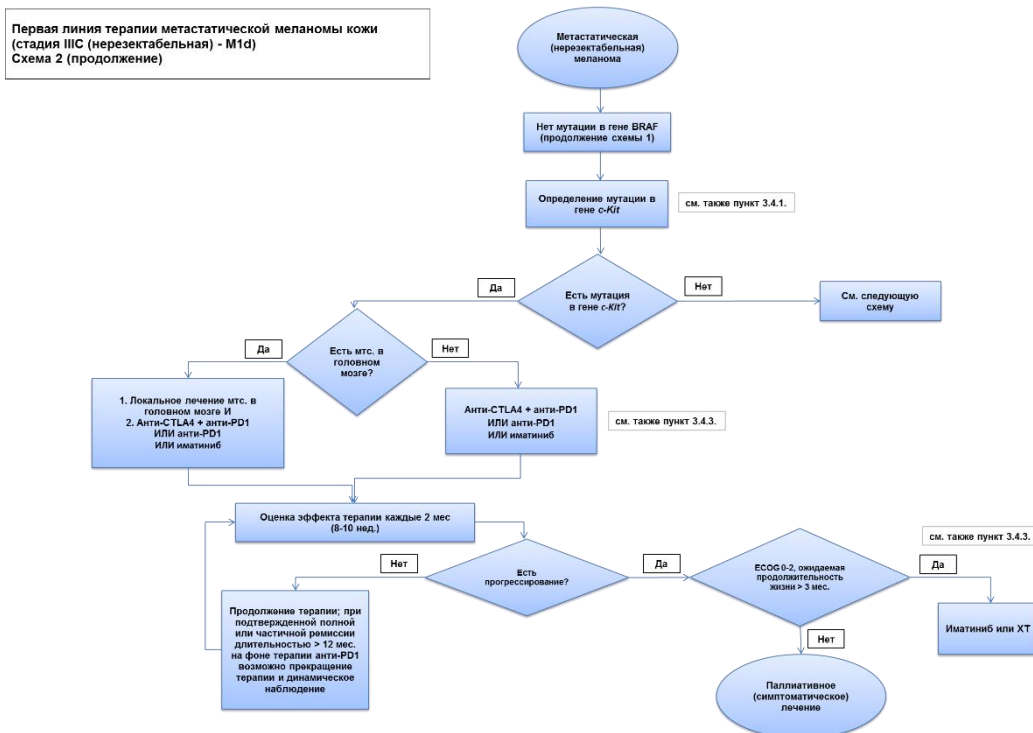 Первая линия терапии метастатической меланомы кожи
(стадия IIIC (нерезектабельная) - M1d)
Схема 2 (продолжение)
Метастатическая
(нерезектабельная)
меланома
Нет мутации в гене BRAF
(продолжение схемы 1)
Определение мутации в
гене c-Kit
см. также пункт 3.4.1.
Есть мутация
в гене c-Kit?
Да
Нет
См. следующую
схему
Есть мтс. в
головном
мозге?
Да
Нет
1. Локальное лечение мтс. в
головном мозге И
2. Анти-CTLA4 + анти-PD1
ИЛИ анти-PD1
ИЛИ иматиниб
Анти-CTLA4 + анти-PD1
ИЛИ анти-PD1
ИЛИ иматиниб
см. также пункт 3.4.3.
Оценка эффекта терапии каждые 2 мес
(8-10 нед.)
Есть
прогрессирование?
Нет
Да
Продолжение терапии; при
подтвержденной полной
или частичной ремиссии
длительностью > 12 мес.
на фоне терапии анти-PD1
возможно прекращение
терапии и динамическое
наблюдение
ECOG 0-2, ожидаемая
продолжительность
жизни > 3 мес.
см. также пункт 3.4.3.
Да
Иматиниб или ХТ
Нет
Паллиативное
(симптоматическое)
лечение